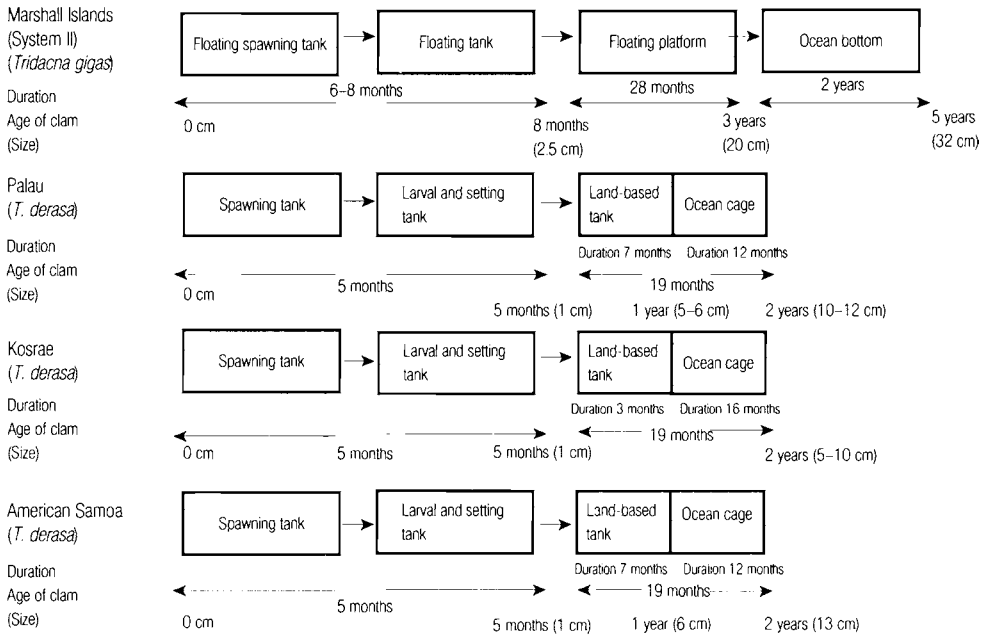 Marshall Islands
(System II)
(Tridacna gigas)
Floating spawning tank
Floating tank
Floating platform
Ocean bottom
6–8 months
28 months
2 years
Duration
Age of clam
(Size)
0 cm
8 months
(2.5 cm)
3 years
(20 cm)
5 years
(32 cm)
Palau
(T. derasa)
Spawning tank
Larval and setting
tank
Land-based
tank
Ocean cage
Duration 7 months
Duration 12 months
Duration
Age of clam
(Size)
0 cm
5 months
19 months
5 months (1 cm)
1 year (5–6 cm)
2 years (10–12 cm)
Kosrae
(T. derasa)
Spawning tank
Larval and setting
tank
Land-based
tank
Ocean cage
Duration 3 months
Duration 16 months
Duration
Age of clam
(Size)
19 months
0 cm
5 months
5 months (1 cm)
2 years (5–10 cm)
American Samoa
(T. derasa)
Spawning tank
Larval and setting
tank
Land-based
tank
Ocean cage
Duration 7 months
Duration 12 months
Duration
Age of clam
(Size)
19 months
5 months
0 cm
5 months (1 cm)
1 year (6 cm)
2 years (13 cm)